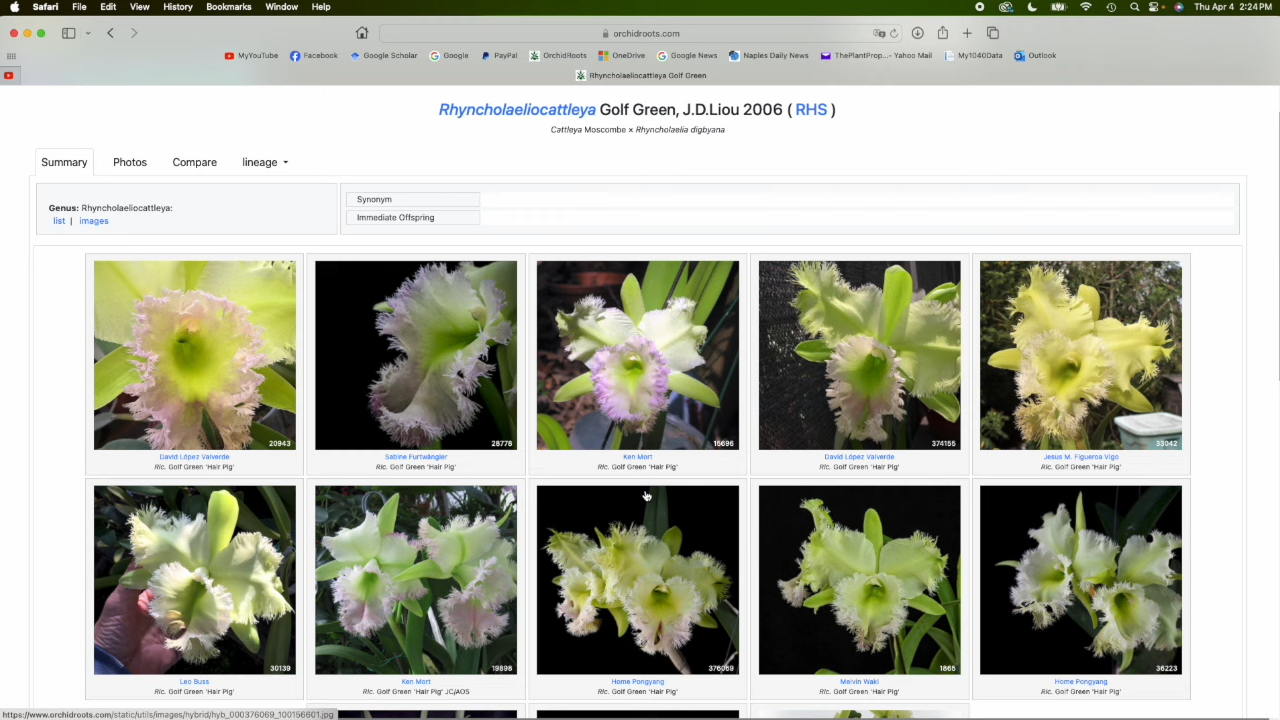 Safari File Edit View History Bookmarks Window Help Thu Apr 4 2:24 PM
orchidroots.com
MyYouTube Facebook Google Scholar Google PayPal OrchidRoots OneDrive Google News Naples Daily News ThePlantProp...- Yahoo Mail My1040Data Outlook
Rhyncholaeliocattleya Golf Green
Rhyncholaeliocattleya Golf Green, J.D.Liou 2006 ( RHS )
Cattleya Moscombe × Rhyncholaelia digbyana
Summary Photos Compare lineage
Genus: Rhyncholaeliocattleya:
list | images
Synonym
Immediate Offspring
20943 28778 15696 374155 33042
David López Valverde Sabine Furtwängler Ken Mort David López Valverde Jesus M. Figueroa Vigo
Rlc. Golf Green 'Hair Pig' Rlc. Golf Green 'Hair Pig' Rlc. Golf Green 'Hair Pig' Rlc. Golf Green 'Hair Pig' Rlc. Golf Green 'Hair Pig'
30139 19898 376069 1865 36223
Leo Buss Ken Mort Home Pongyang Melvin Waki Home Pongyang
Rlc. Golf Green 'Hair Pig' Rlc. Golf Green 'Hair Pig' JC/AOS Rlc. Golf Green 'Hair Pig' Rlc. Golf Green 'Hair Pig' Rlc. Golf Green 'Hair Pig'
https://www.orchidroots.com/static/utils/images/hybrid/hyb_000376069_100156601.jpg